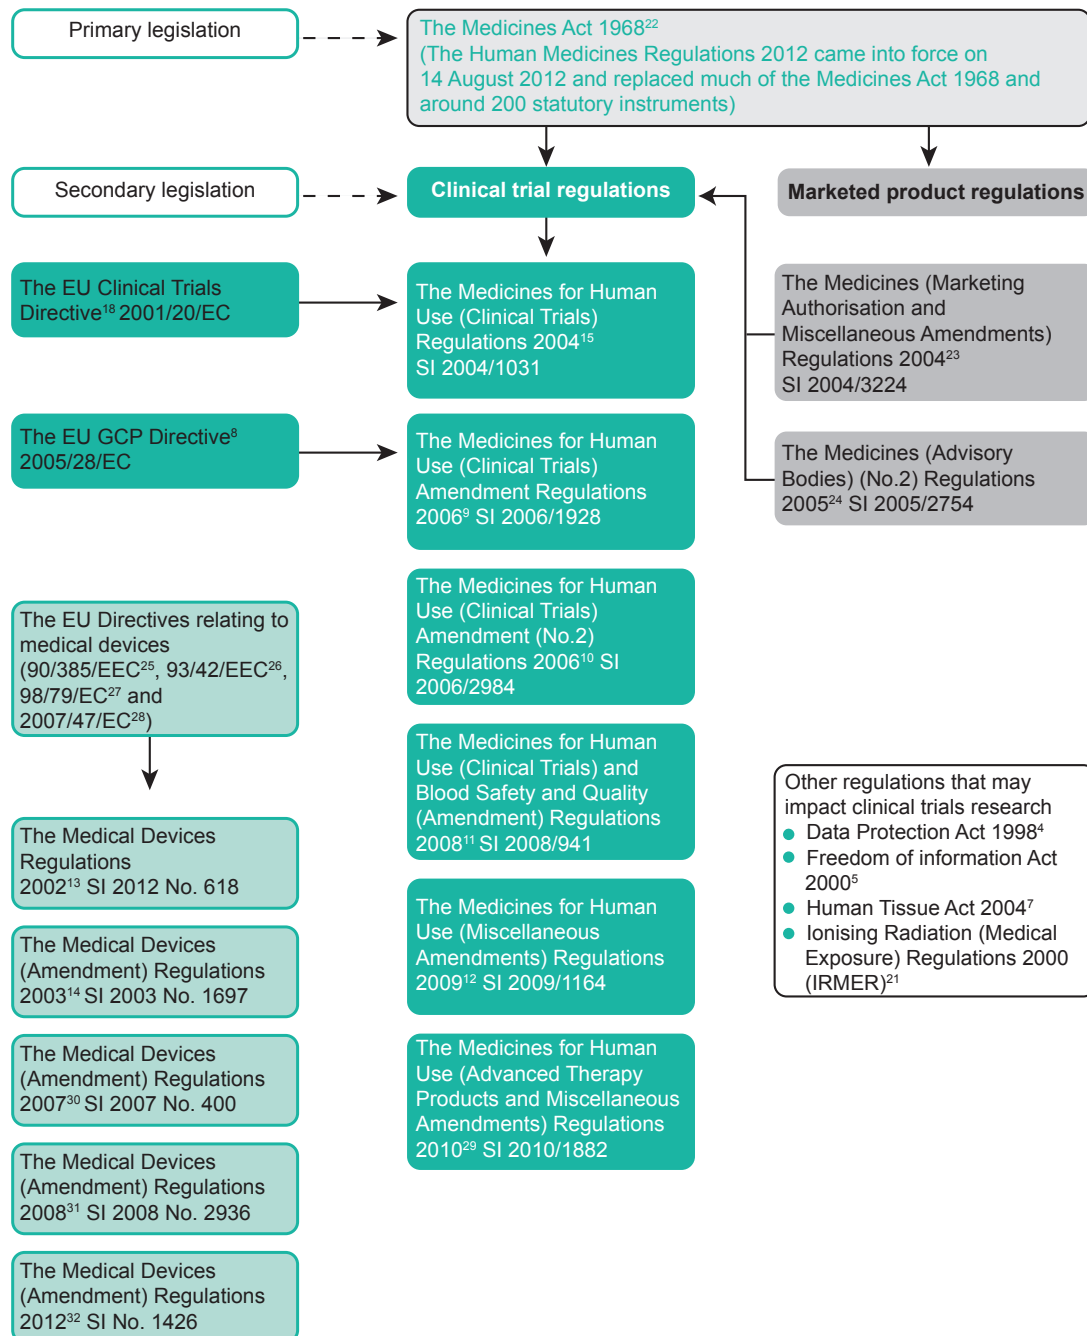 Primary legislation
The Medicines Act 1968²²
(The Human Medicines Regulations 2012 came into force on
14 August 2012 and replaced much of the Medicines Act 1968 and
around 200 statutory instruments)
Secondary legislation
Clinical trial regulations
Marketed product regulations
The EU Clinical Trials
Directive¹⁸ 2001/20/EC
The Medicines for Human
Use (Clinical Trials)
Regulations 2004¹⁵
SI 2004/1031
The Medicines (Marketing
Authorisation and
Miscellaneous Amendments)
Regulations 2004²³
SI 2004/3224
The EU GCP Directive⁸
2005/28/EC
The Medicines for Human
Use (Clinical Trials)
Amendment Regulations
2006⁹ SI 2006/1928
The Medicines (Advisory
Bodies) (No.2) Regulations
2005²⁴ SI 2005/2754
The Medicines for Human
Use (Clinical Trials)
Amendment (No.2)
Regulations 2006¹⁰ SI
2006/2984
The EU Directives relating to
medical devices
(90/385/EEC²⁵, 93/42/EEC²⁶,
98/79/EC²⁷ and
2007/47/EC²⁸)
The Medicines for Human
Use (Clinical Trials) and
Blood Safety and Quality
(Amendment) Regulations
2008¹¹ SI 2008/941
Other regulations that may
impact clinical trials research
● Data Protection Act 1998⁴
● Freedom of information Act
2000⁵
● Human Tissue Act 2004⁷
● Ionising Radiation (Medical
Exposure) Regulations 2000
(IRMER)²¹
The Medical Devices
Regulations
2002¹³ SI 2012 No. 618
The Medicines for Human
Use (Miscellaneous
Amendments) Regulations
2009¹² SI 2009/1164
The Medical Devices
(Amendment) Regulations
2003¹⁴ SI 2003 No. 1697
The Medicines for Human
Use (Advanced Therapy
Products and Miscellaneous
Amendments) Regulations
2010²⁹ SI 2010/1882
The Medical Devices
(Amendment) Regulations
2007³⁰ SI 2007 No. 400
The Medical Devices
(Amendment) Regulations
2008³¹ SI 2008 No. 2936
The Medical Devices
(Amendment) Regulations
2012³² SI No. 1426